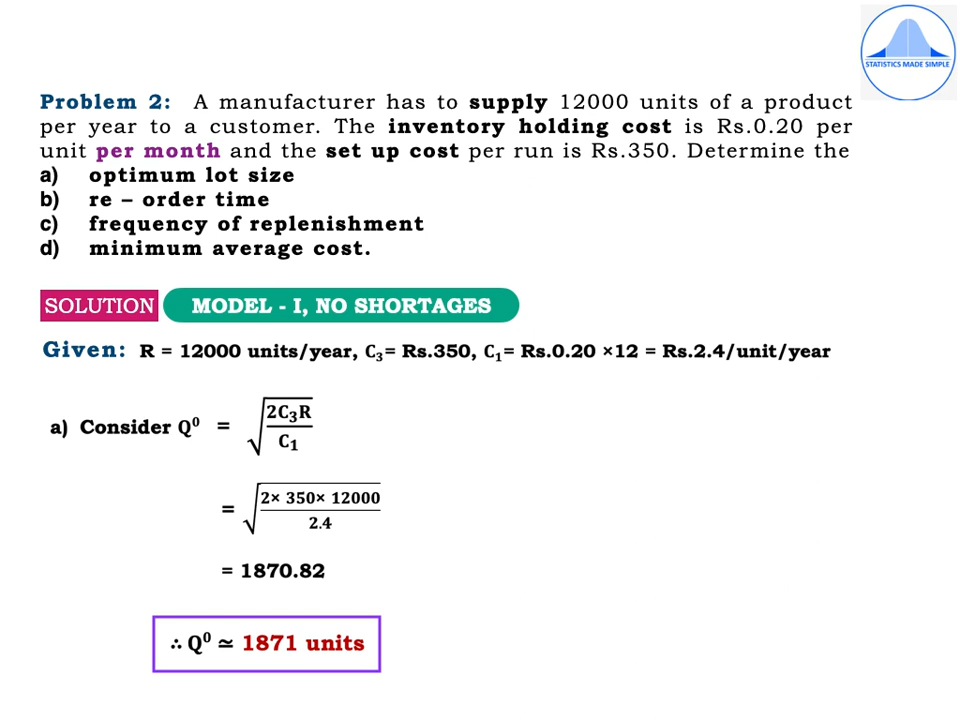 STATISTICS MADE SIMPLE
Problem 2: A manufacturer has to supply 12000 units of a product
per year to a customer. The inventory holding cost is Rs.0.20 per
unit per month and the set up cost per run is Rs.350. Determine the
a) optimum lot size
b) re – order time
c) frequency of replenishment
d) minimum average cost.
SOLUTION MODEL - I, NO SHORTAGES
Given: R = 12000 units/year, C₃= Rs.350, C₁= Rs.0.20 ×12 = Rs.2.4/unit/year
a) Consider Q⁰ = √(2C₃R / C₁)
= √(2× 350× 12000 / 2.4)
= 1870.82
∴ Q⁰ ≃ 1871 units